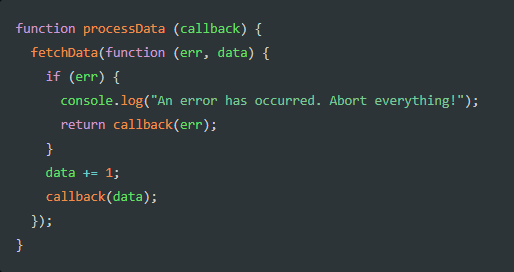 function processData (callback) {
  fetchData(function (err, data) {
    if (err) {
      console.log("An error has occurred. Abort everything!");
      return callback(err);
    }
    data += 1;
    callback(data);
  });
}